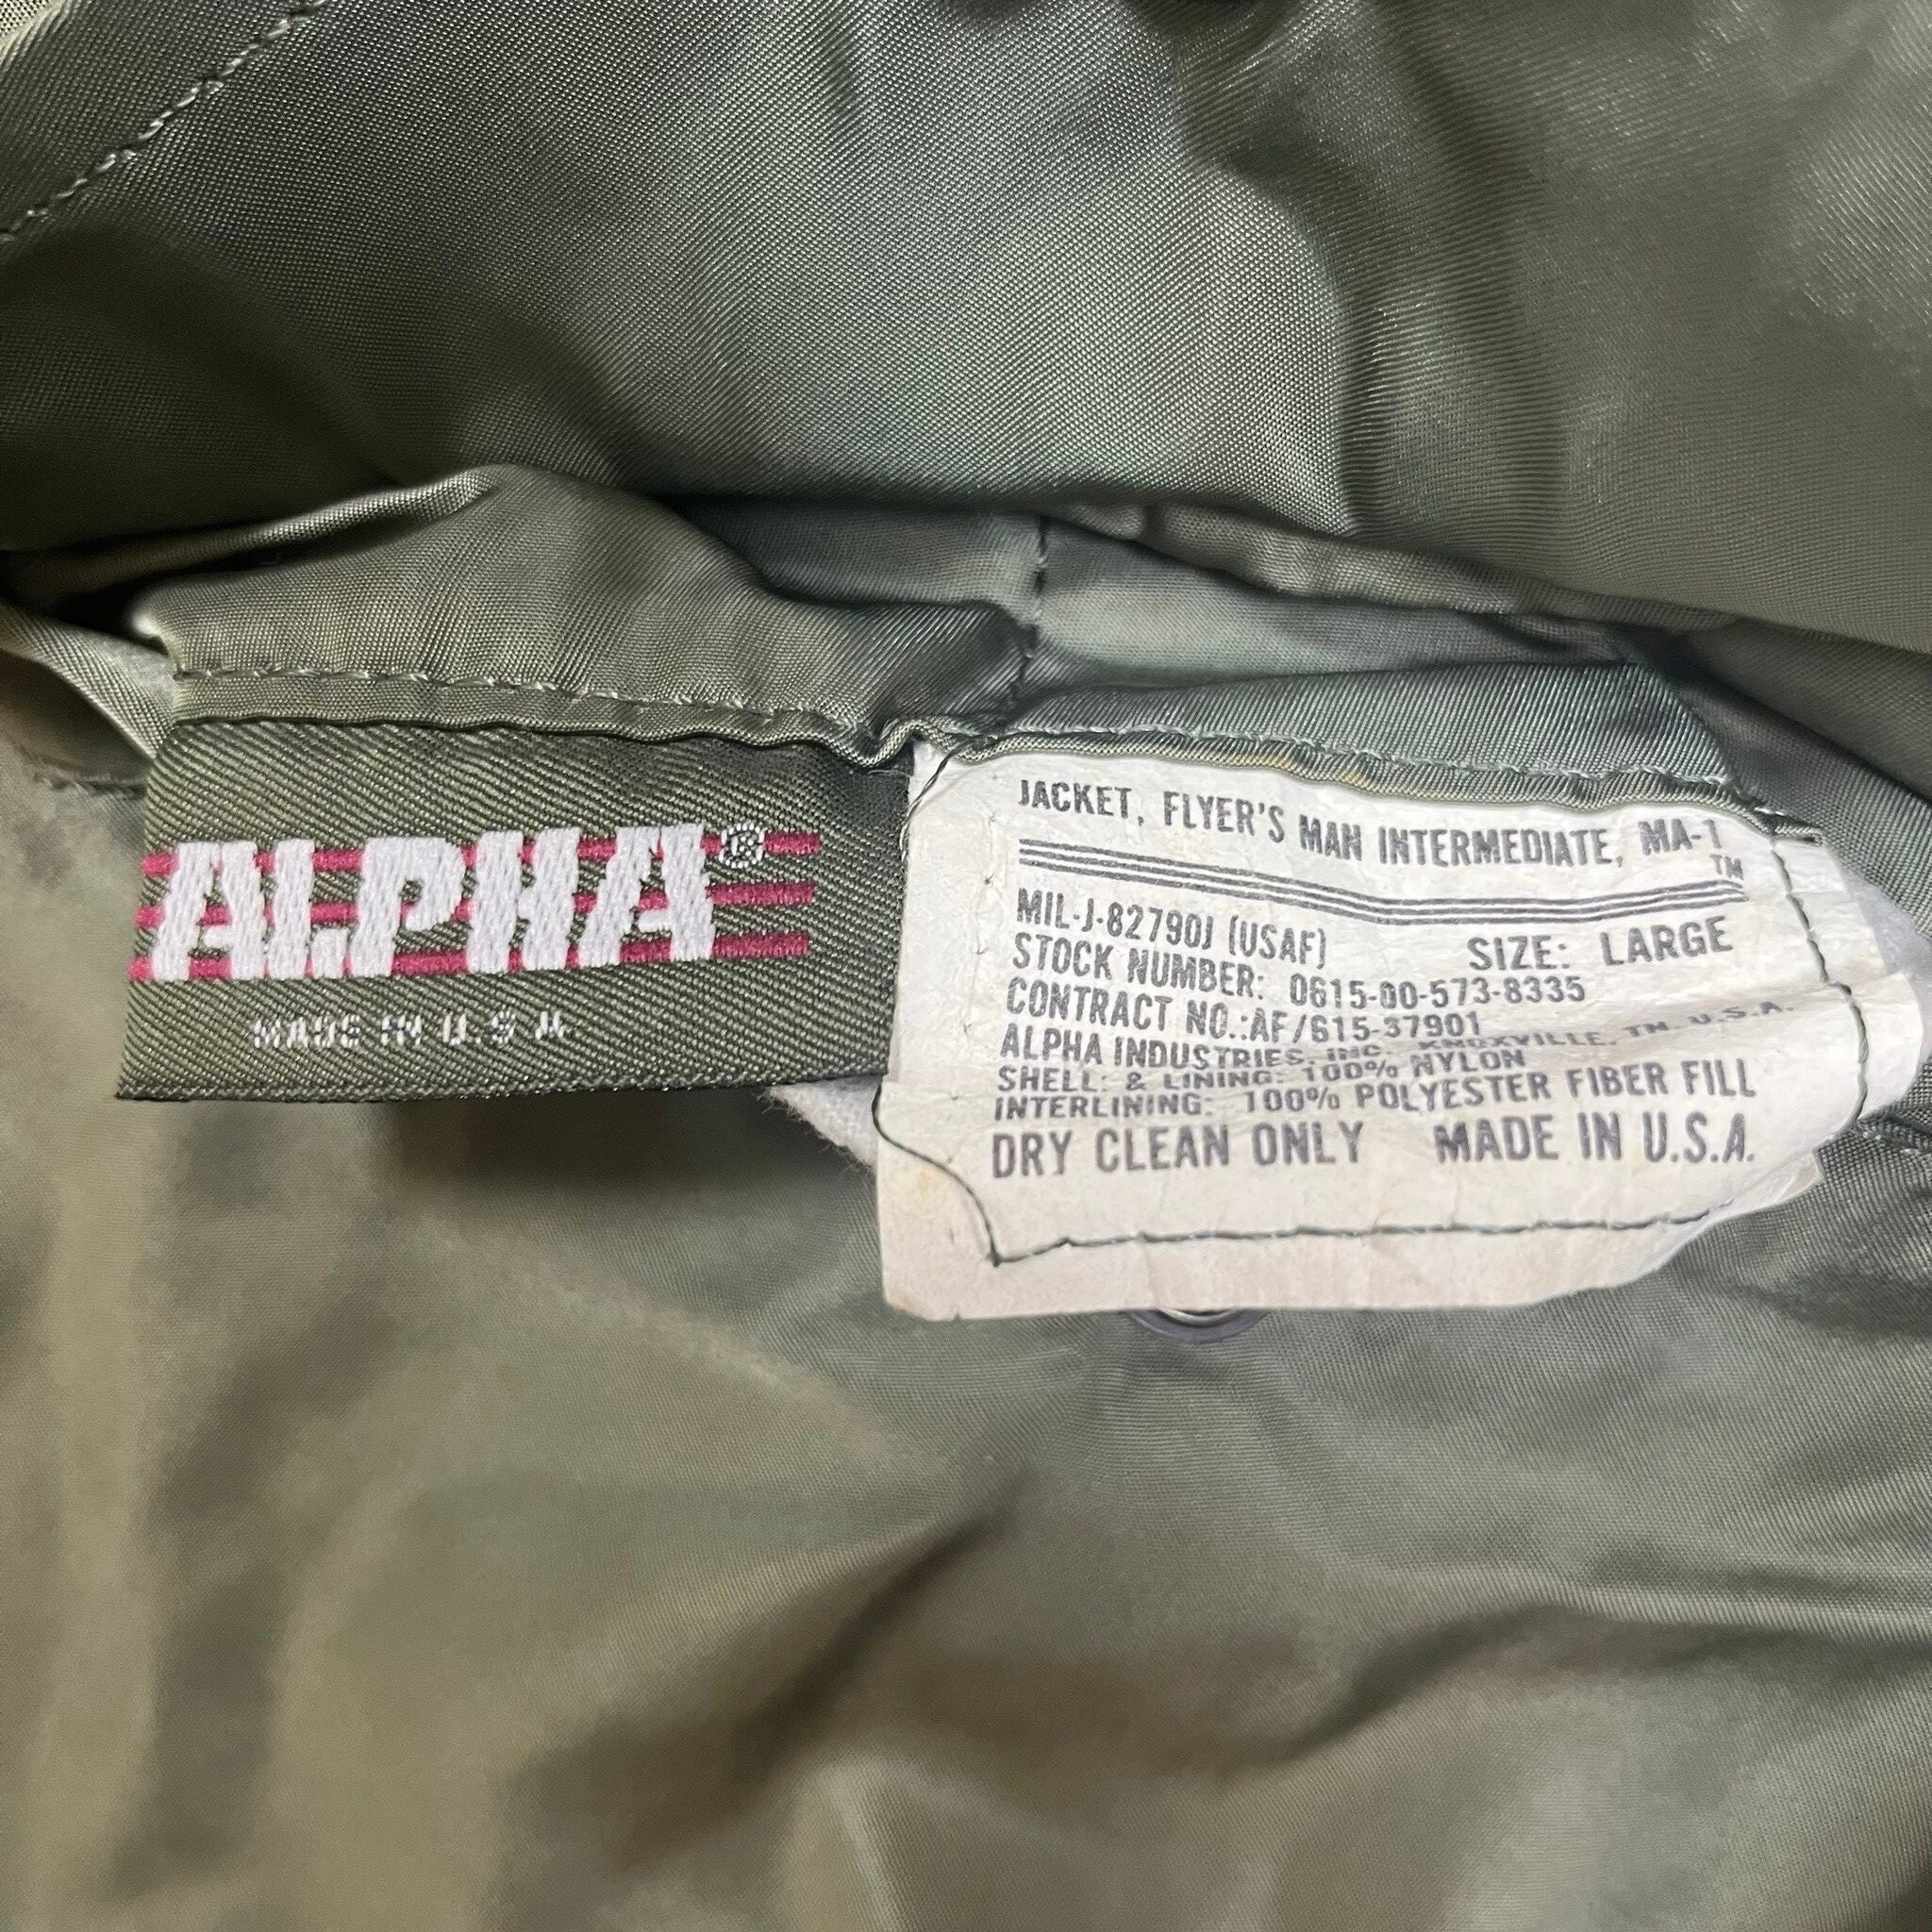 ALPHA®
MADE IN U.S.A.
JACKET, FLYER'S MAN INTERMEDIATE, MA-1
TM
MIL-J-82790J (USAF) SIZE: LARGE
STOCK NUMBER: 0615-00-573-8335
CONTRACT NO.:AF/615-37901
ALPHA INDUSTRIES, INC. KNOXVILLE, TN. U.S.A.
SHELL: & LINING: 100% NYLON
INTERLINING: 100% POLYESTER FIBER FILL
DRY CLEAN ONLY MADE IN U.S.A.